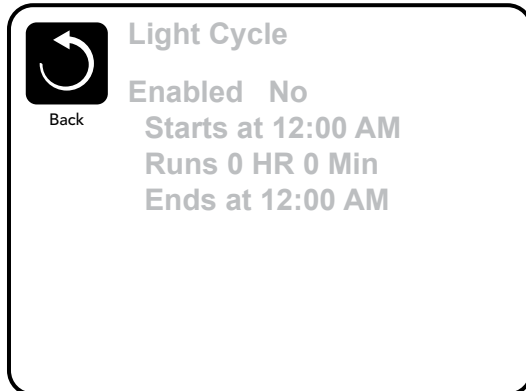 Light Cycle
Enabled No
Back
Starts at 12:00 AM
Runs 0 HR 0 Min
Ends at 12:00 AM